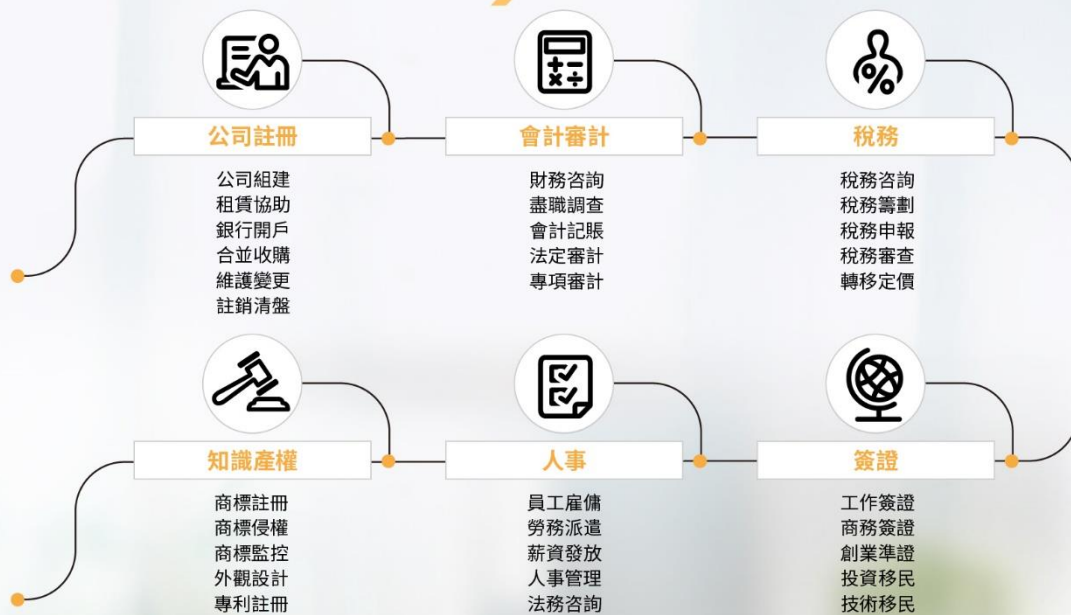 公司註冊
公司組建
租賃協助
銀行開戶
合並收購
維護變更
註銷清盤
會計審計
財務咨詢
盡職調查
會計記賬
法定審計
專項審計
稅務
稅務咨詢
稅務籌劃
稅務申報
稅務審查
轉移定價
知識產權
商標註冊
商標侵權
商標監控
外觀設計
專利註冊
人事
員工雇傭
勞務派遣
薪資發放
人事管理
法務咨詢
簽證
工作簽證
商務簽證
創業準證
投資移民
技術移民